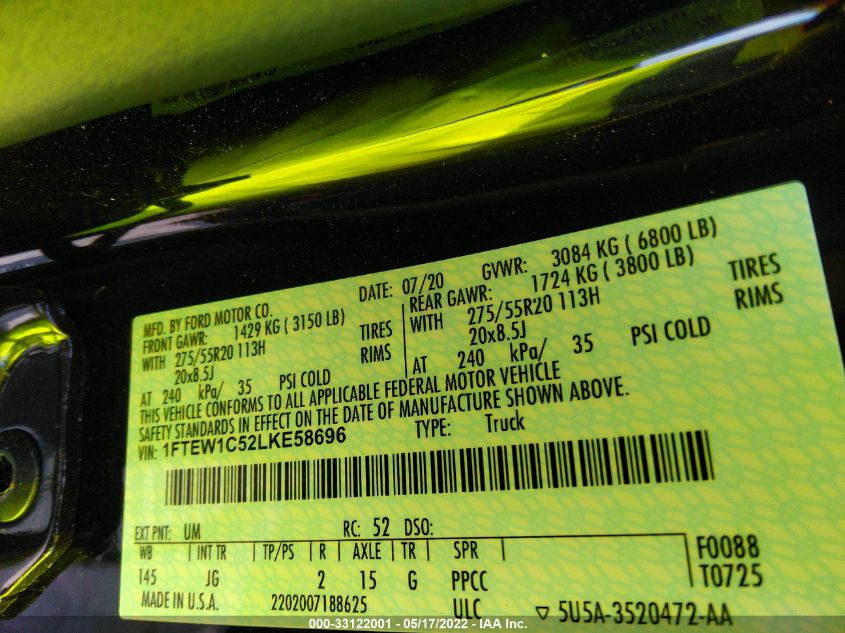 MFD. BY FORD MOTOR CO.
DATE: 07/20 GVWR: 3084 KG ( 6800 LB)
FRONT GAWR: 1429 KG ( 3150 LB) REAR GAWR: 1724 KG ( 3800 LB)
WITH 275/55R20 113H TIRES WITH 275/55R20 113H TIRES
20x8.5J RIMS 20x8.5J RIMS
AT 240 kPa/ 35 PSI COLD AT 240 kPa/ 35 PSI COLD
THIS VEHICLE CONFORMS TO ALL APPLICABLE FEDERAL MOTOR VEHICLE
SAFETY STANDARDS IN EFFECT ON THE DATE OF MANUFACTURE SHOWN ABOVE.
VIN: 1FTEW1C52LKE58696 TYPE: Truck
EXT PNT: UM RC: 52 DSO:
WB INT TR TP/PS R AXLE TR SPR F0088
145 JG 2 15 G PPCC T0725
MADE IN U.S.A. 2202007188625 ULC ▽ 5U5A-3520472-AA
000-33122001 - 05/17/2022 - IAA Inc.